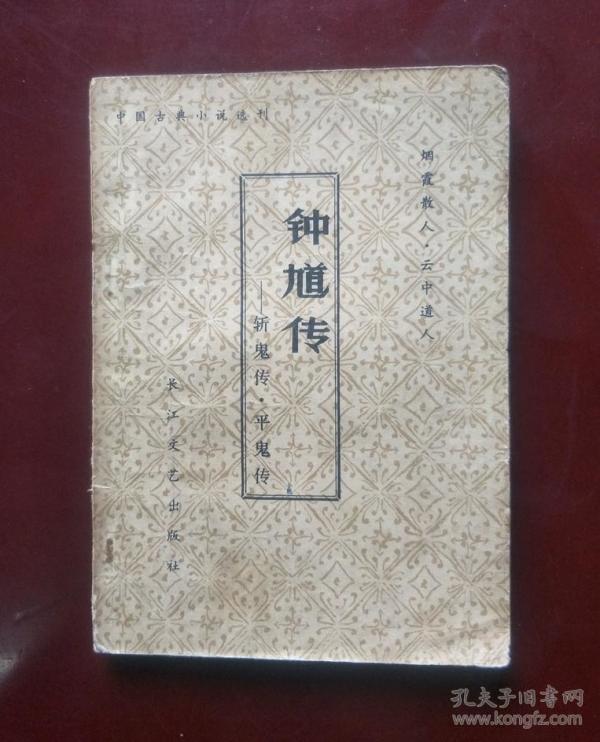 中国古典小说选刊
烟霞散人·云中道人
钟馗传
——斩鬼传·平鬼传
长江文艺出版社
孔夫子旧书网
www.kongfz.com